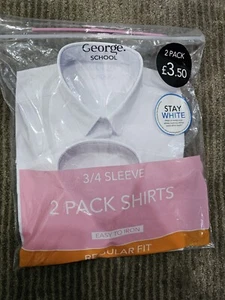 George.
SCHOOL
2 PACK
£3.50
STAY
WHITE
3/4 SLEEVE
2 PACK SHIRTS
EASY TO IRON
REGULAR FIT